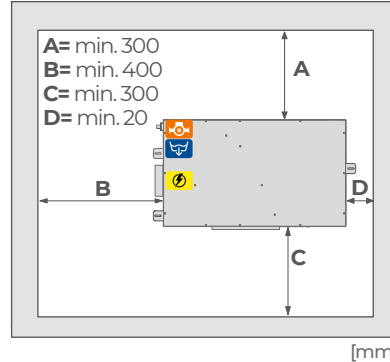 A= min. 300
B= min. 400
C= min. 300
D= min. 20
A
B
D
C
[mm